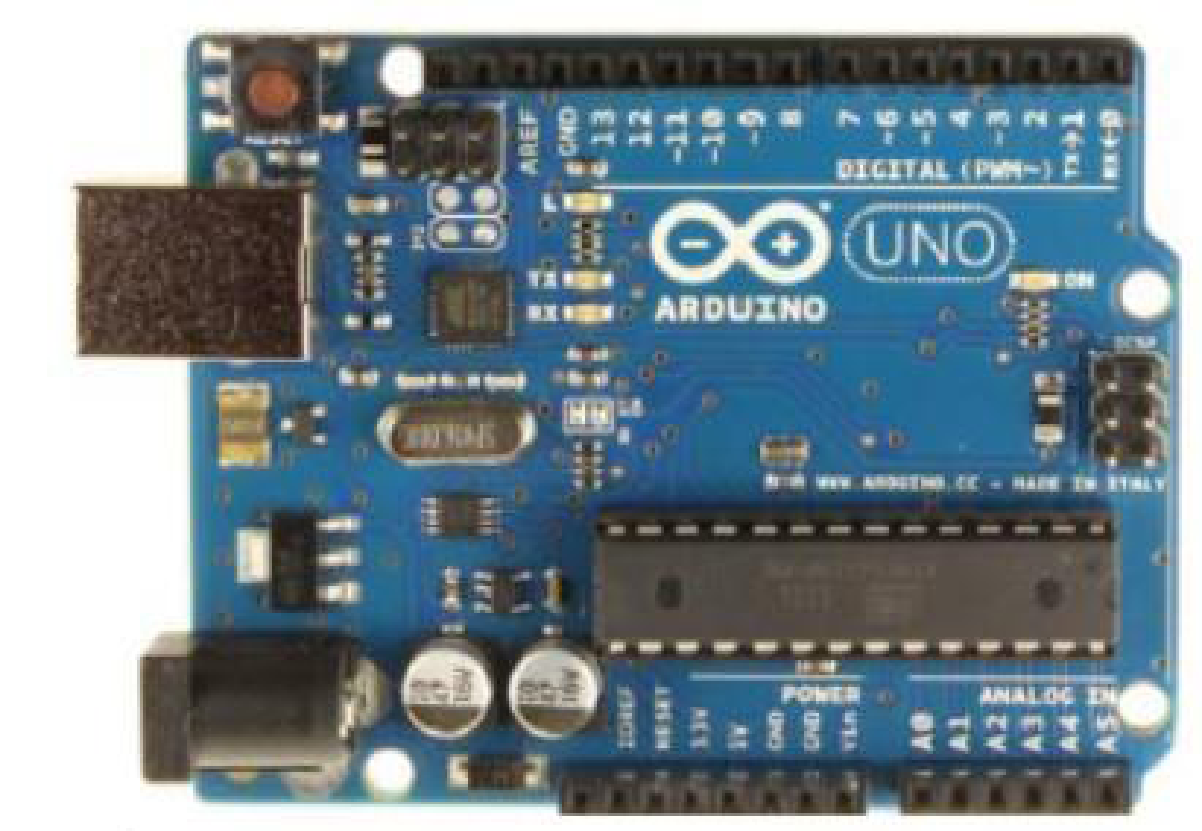 RESET
AREF
GND
13
12
~11
~10
~9
8
7
~6
~5
4
~3
2
TX→1
RX←0
DIGITAL (PWM~)
L
TX
RX
ARDUINO
UNO
ON
ICSP
WWW.ARDUINO.CC - MADE IN ITALY
POWER
ANALOG IN
IOREF
RESET
3.3V
5V
GND
GND
Vin
A0
A1
A2
A3
A4
A5